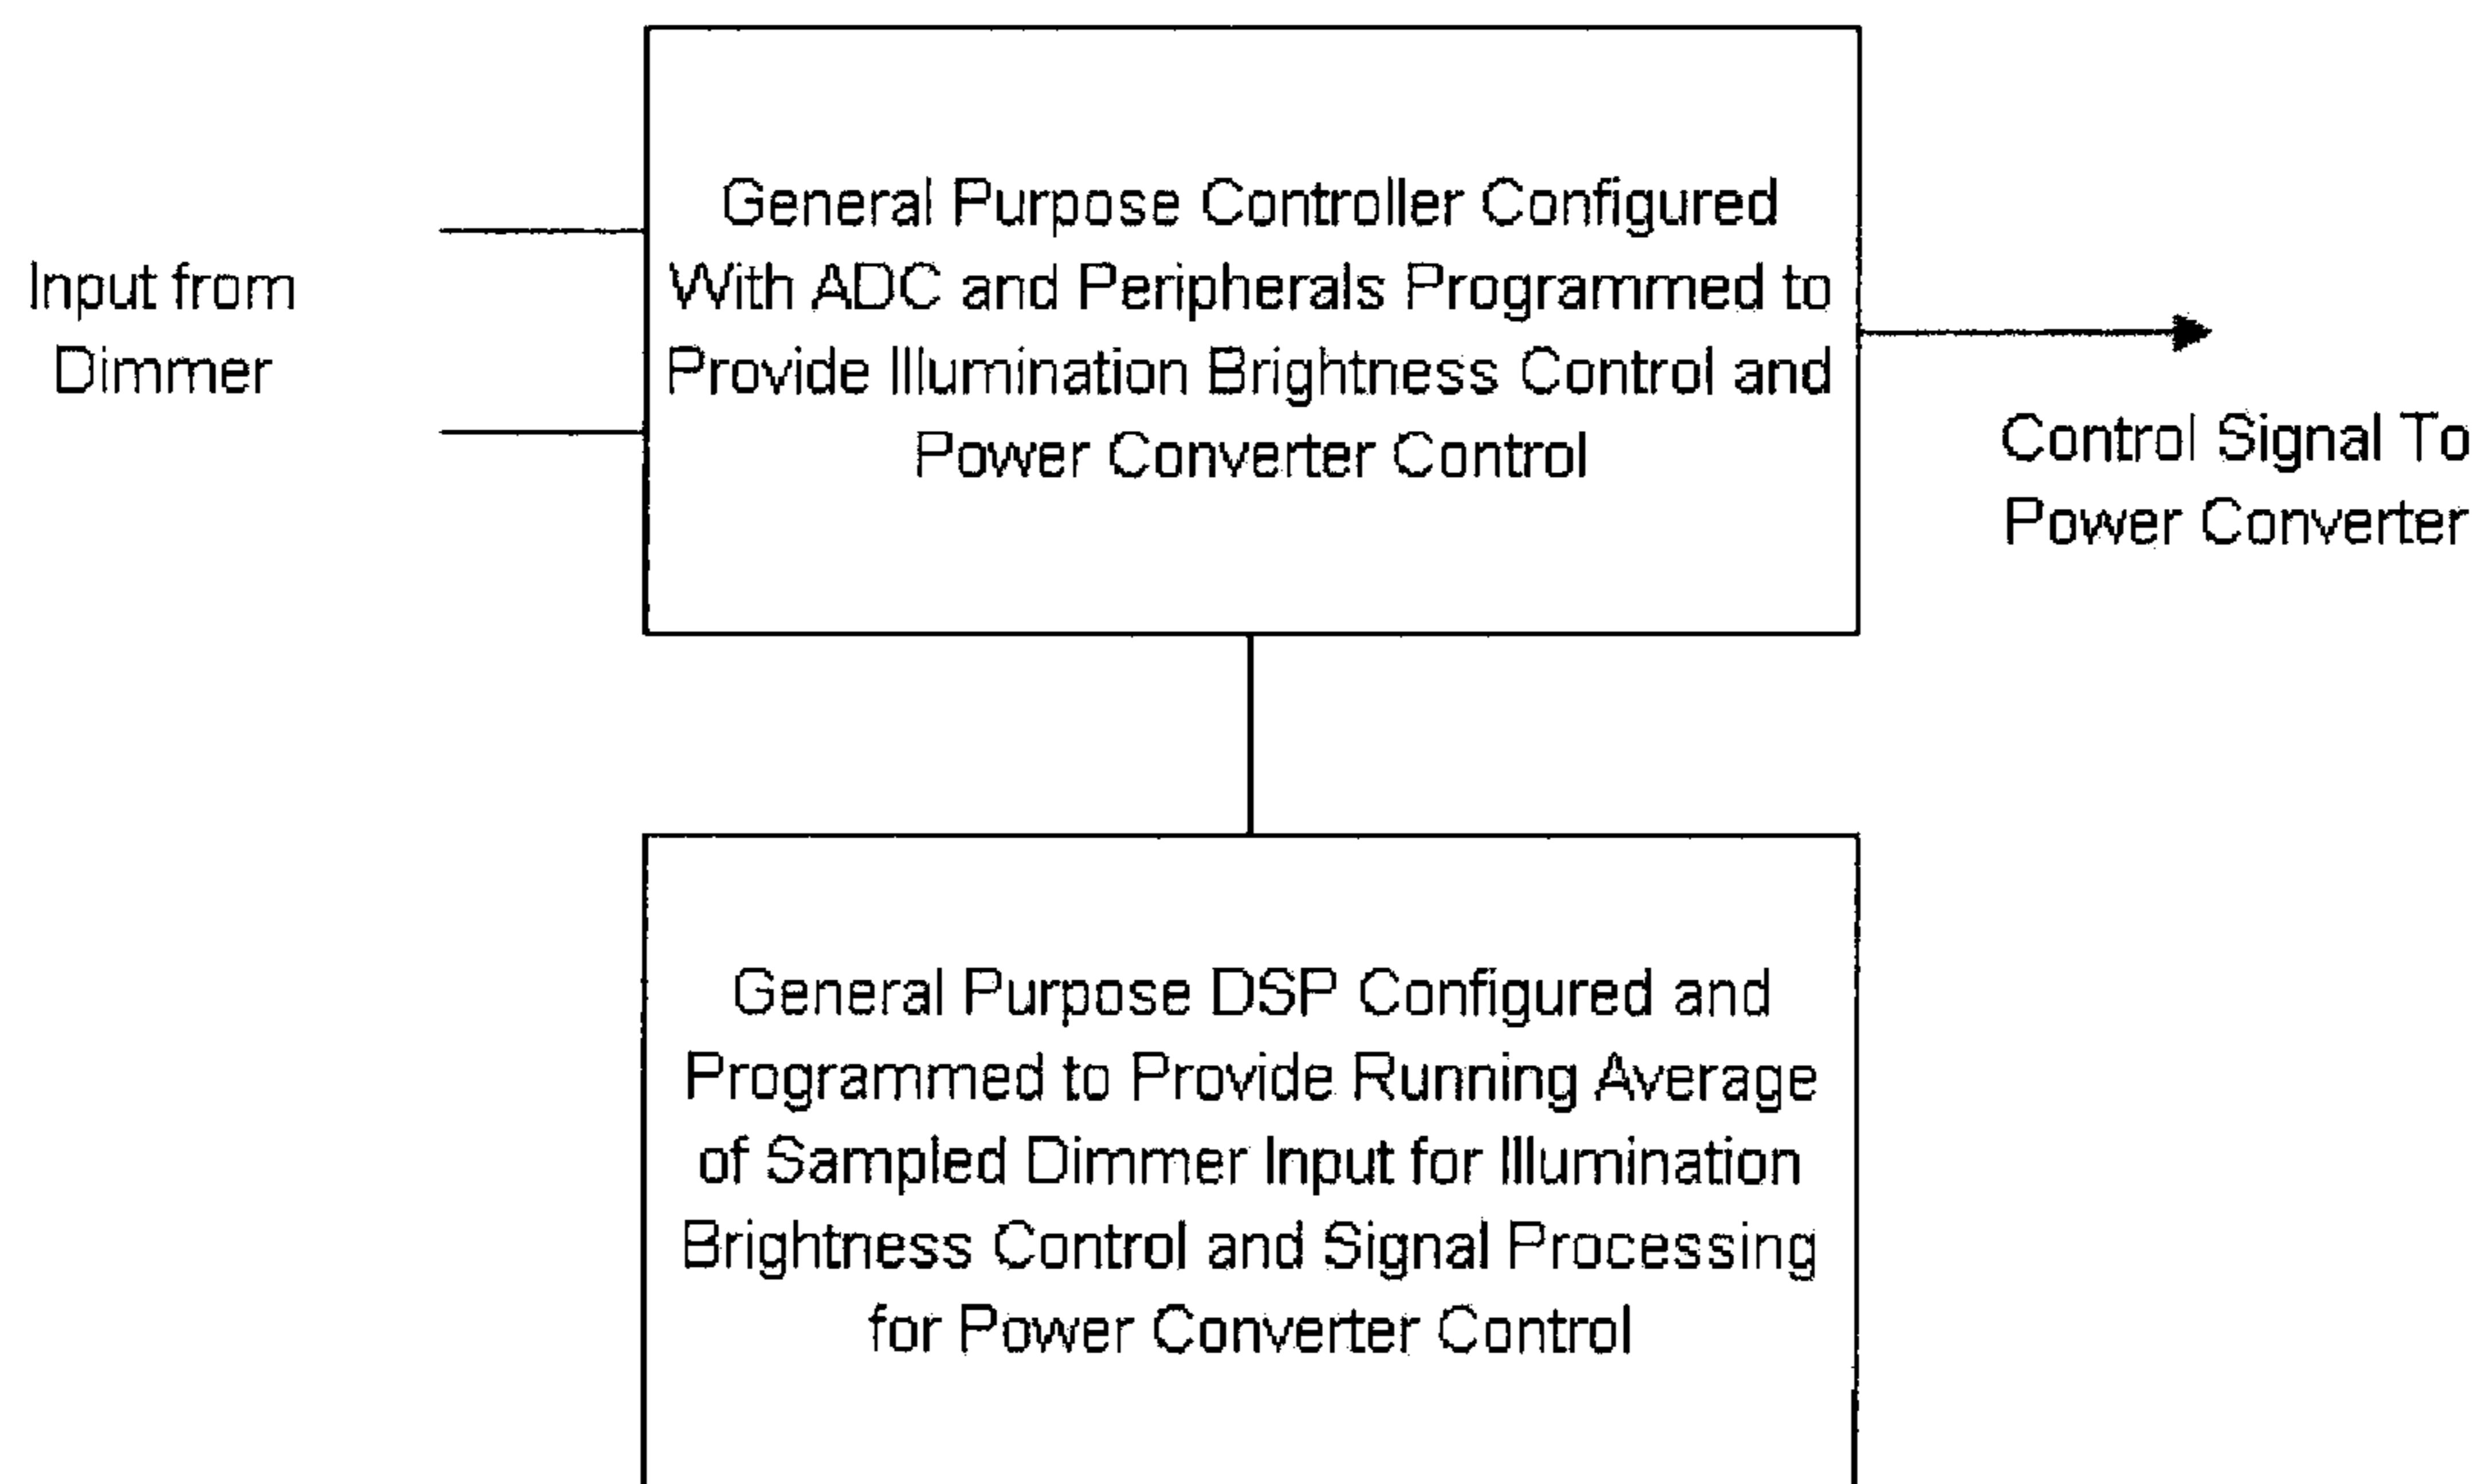 Input from
Dimmer
General Purpose Controller Configured
With ADC and Peripherals Programmed to
Provide Illumination Brightness Control and
Power Converter Control
Control Signal To
Power Converter
General Purpose DSP Configured and
Programmed to Provide Running Average
of Sampled Dimmer Input for Illumination
Brightness Control and Signal Processing
for Power Converter Control